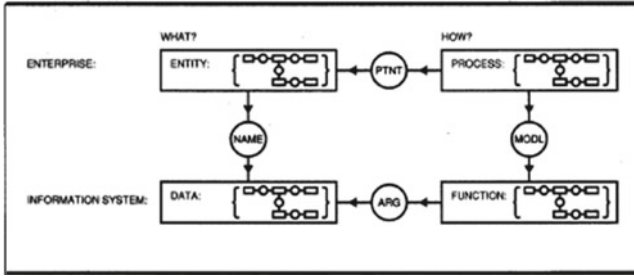 WHAT? HOW?
ENTERPRISE: ENTITY: PTNT PROCESS:
NAME MODL
INFORMATION SYSTEM: DATA: ARG FUNCTION: